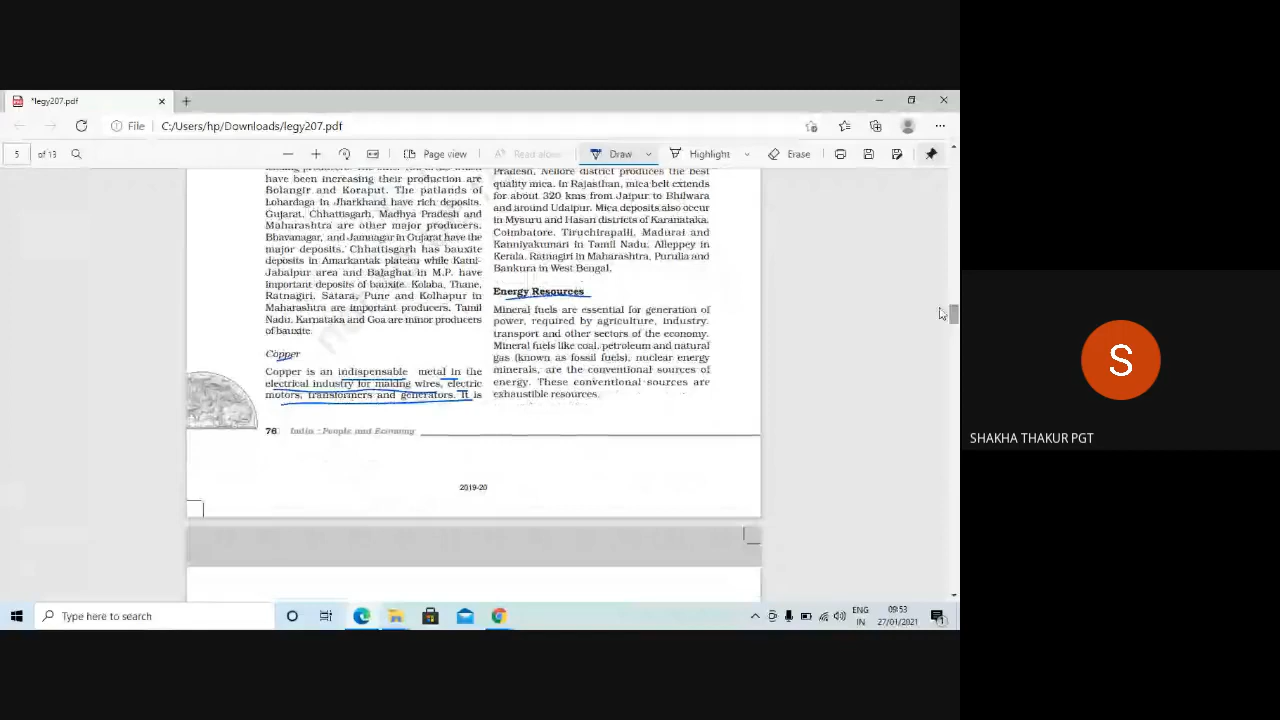 *legy207.pdf
File C:/Users/hp/Downloads/legy207.pdf
5 of 13 Page view Read aloud Draw Highlight Erase
have been increasing their production are
Bolangir and Koraput. The patlands of
Lohardaga in Jharkhand have rich deposits.
Gujarat, Chhattisgarh, Madhya Pradesh and
Maharashtra are other major producers.
Bhavanagar, and Jamnagar in Gujarat have the
major deposits. Chhattisgarh has bauxite
deposits in Amarkantak plateau while Katni-
Jabalpur area and Balaghat in M.P. have
important deposits of bauxite. Kolaba, Thane,
Ratnagiri, Satara, Pune and Kolhapur in
Maharashtra are important producers. Tamil
Nadu, Karnataka and Goa are minor producers
of bauxite.
Copper
Copper is an indispensable metal in the
electrical industry for making wires, electric
motors, transformers and generators. It is
Pradesh, Nellore district produces the best
quality mica. In Rajasthan, mica belt extends
for about 320 kms from Jaipur to Bhilwara
and around Udaipur. Mica deposits also occur
in Mysuru and Hasan districts of Karanataka.
Coimbatore, Tiruchirapalli, Madurai and
Kanniyakumari in Tamil Nadu, Alleppey in
Kerala, Ratnagiri in Maharashtra, Purulia and
Bankura in West Bengal.
Energy Resources
Mineral fuels are essential for generation of
power, required by agriculture, industry,
transport and other sectors of the economy.
Mineral fuels like coal, petroleum and natural
gas (known as fossil fuels), nuclear energy
minerals, are the conventional sources of
energy. These conventional sources are
exhaustible resources.
76 India : People and Economy
2019-20
S
SHAKHA THAKUR PGT
Type here to search
ENG
IN
09:53
27/01/2021